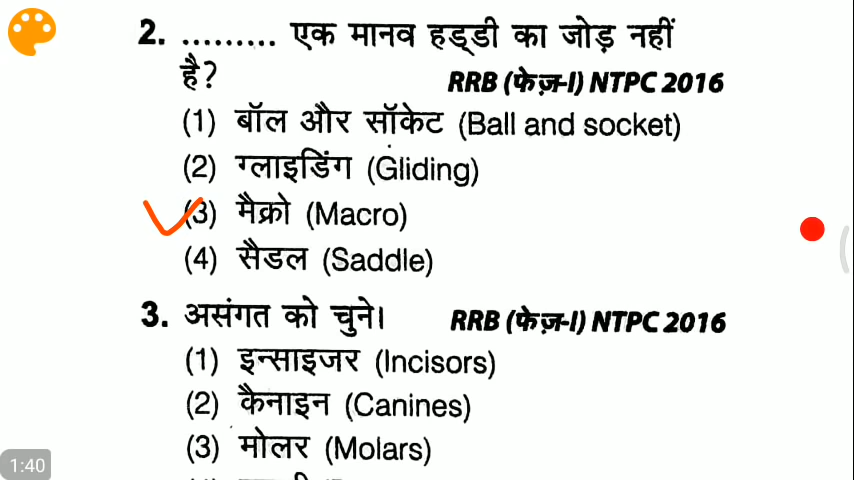 2. ......... एक मानव हड्डी का जोड़ नहीं
है? RRB (फेज़-I) NTPC 2016
(1) बॉल और सॉकेट (Ball and socket)
(2) ग्लाइडिंग (Gliding)
(3) मैक्रो (Macro)
(4) सैडल (Saddle)
3. असंगत को चुने। RRB (फेज़-I) NTPC 2016
(1) इन्साइजर (Incisors)
(2) कैनाइन (Canines)
(3) मोलर (Molars)
1:40